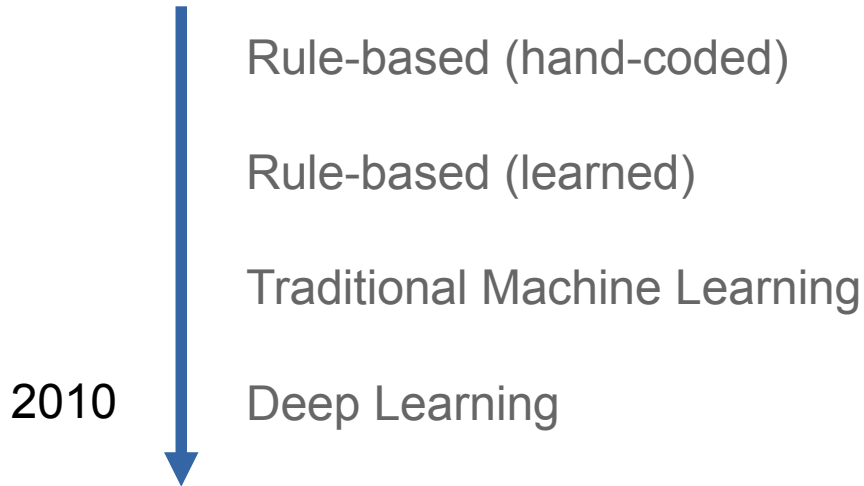 Rule-based (hand-coded)
Rule-based (learned)
Traditional Machine Learning
2010 Deep Learning